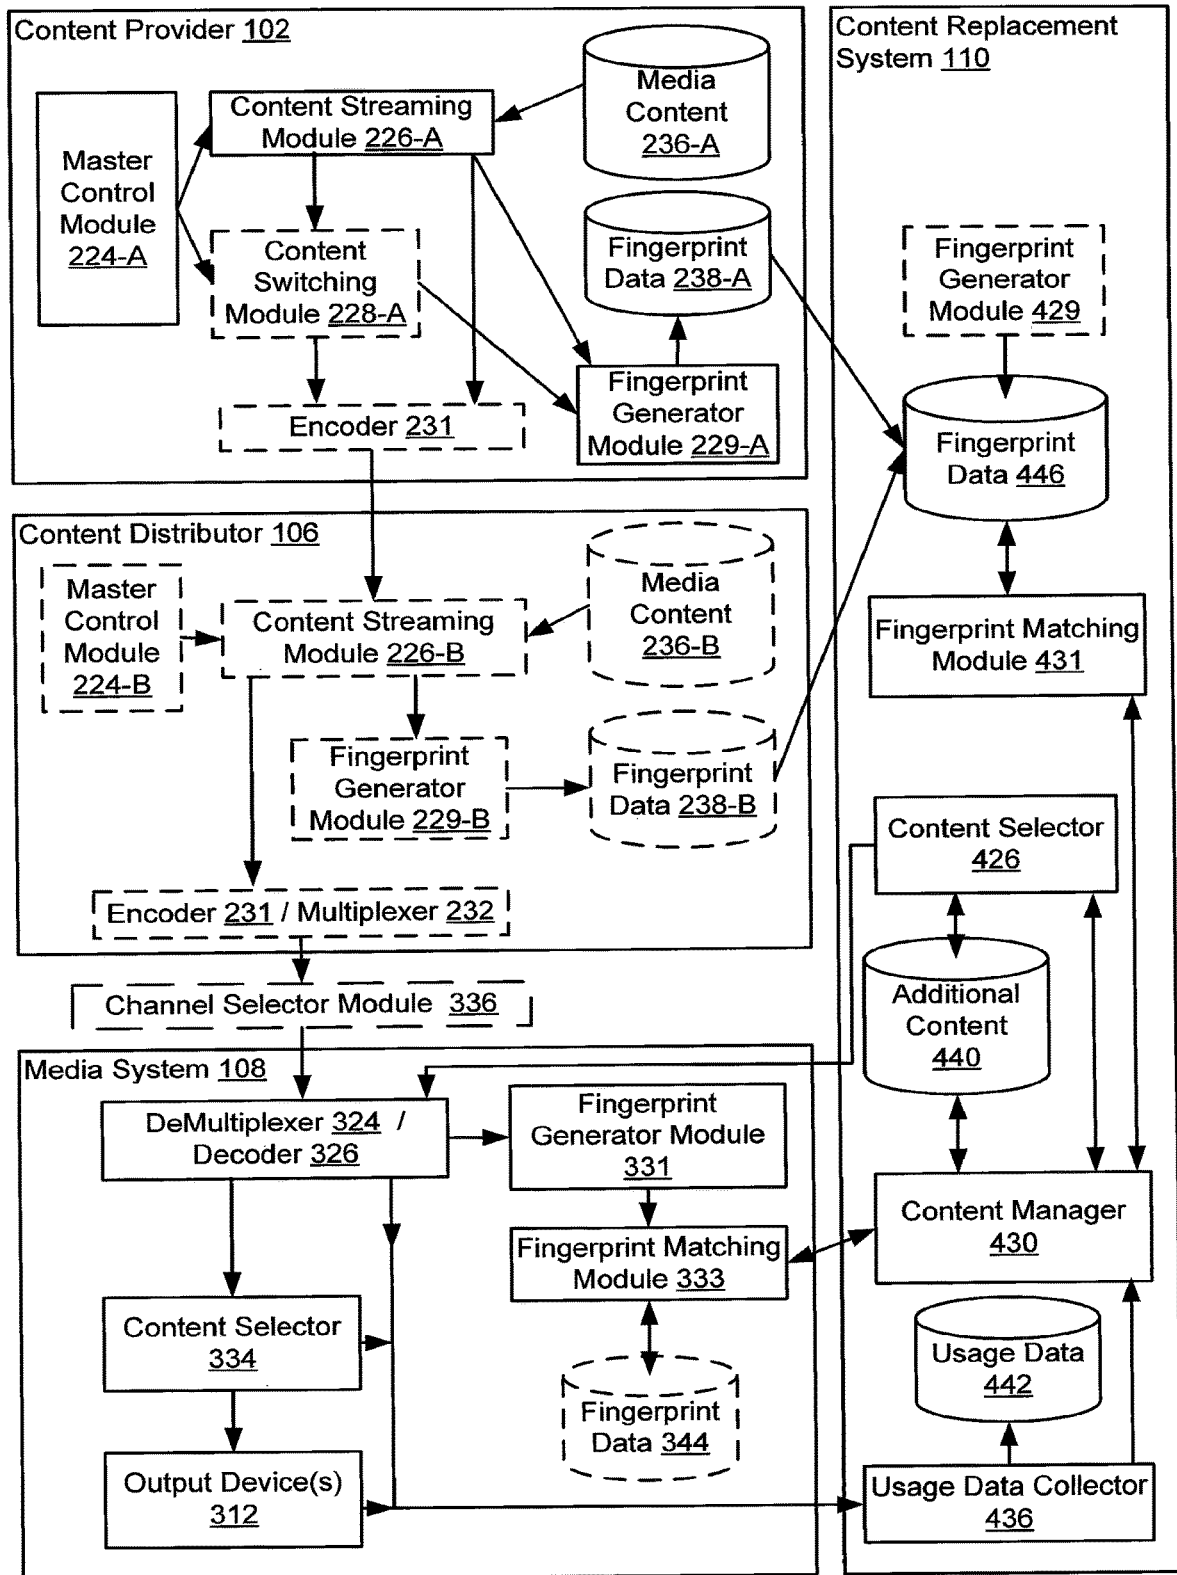 Content Provider 102
Master
Control
Module
224-A
Content Streaming
Module 226-A
Media
Content
236-A
Content
Switching
Module 228-A
Fingerprint
Data 238-A
Encoder 231
Fingerprint
Generator
Module 229-A
Content Distributor 106
Master
Control
Module
224-B
Content Streaming
Module 226-B
Media
Content
236-B
Fingerprint
Generator
Module 229-B
Fingerprint
Data 238-B
Encoder 231 / Multiplexer 232
Channel Selector Module 336
Media System 108
DeMultiplexer 324 /
Decoder 326
Fingerprint
Generator Module
331
Fingerprint Matching
Module 333
Content Selector
334
Fingerprint
Data 344
Output Device(s)
312
Content Replacement
System 110
Fingerprint
Generator
Module 429
Fingerprint
Data 446
Fingerprint Matching
Module 431
Content Selector
426
Additional
Content
440
Content Manager
430
Usage Data
442
Usage Data Collector
436